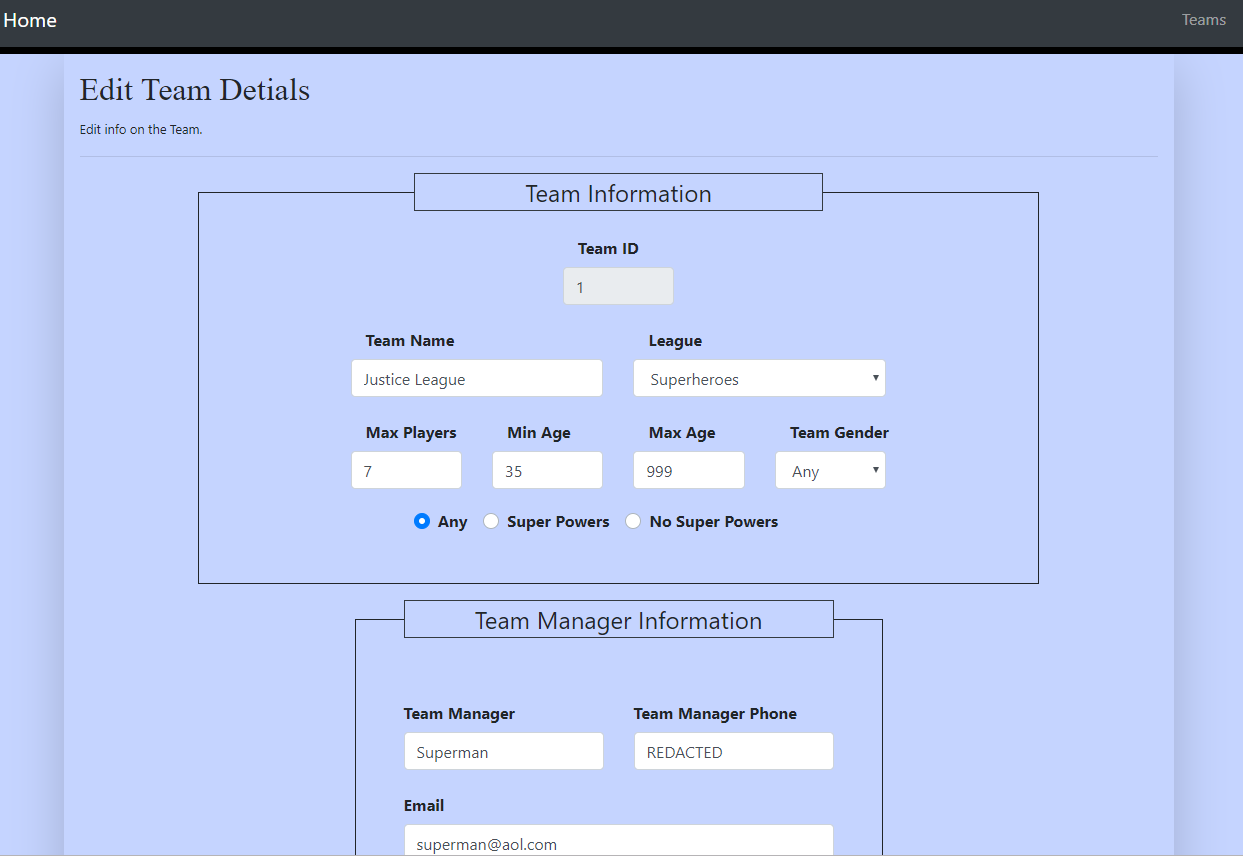 Home Teams
Edit Team Detials
Edit info on the Team.
Team Information
Team ID
1
Team Name League
Justice League Superheroes
Max Players Min Age Max Age Team Gender
7 35 999 Any
Any Super Powers No Super Powers
Team Manager Information
Team Manager Team Manager Phone
Superman REDACTED
Email
superman@aol.com